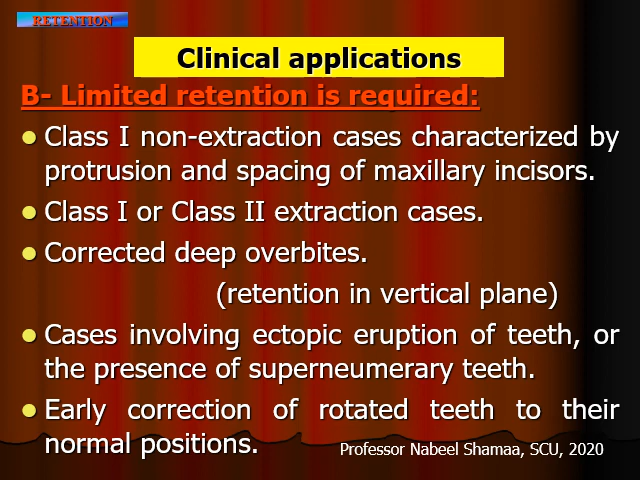 RETENTION
Clinical applications
B- Limited retention is required:
Class I non-extraction cases characterized by
protrusion and spacing of maxillary incisors.
Class I or Class II extraction cases.
Corrected deep overbites.
(retention in vertical plane)
Cases involving ectopic eruption of teeth, or
the presence of superneumerary teeth.
Early correction of rotated teeth to their
normal positions.
Professor Nabeel Shamaa, SCU, 2020